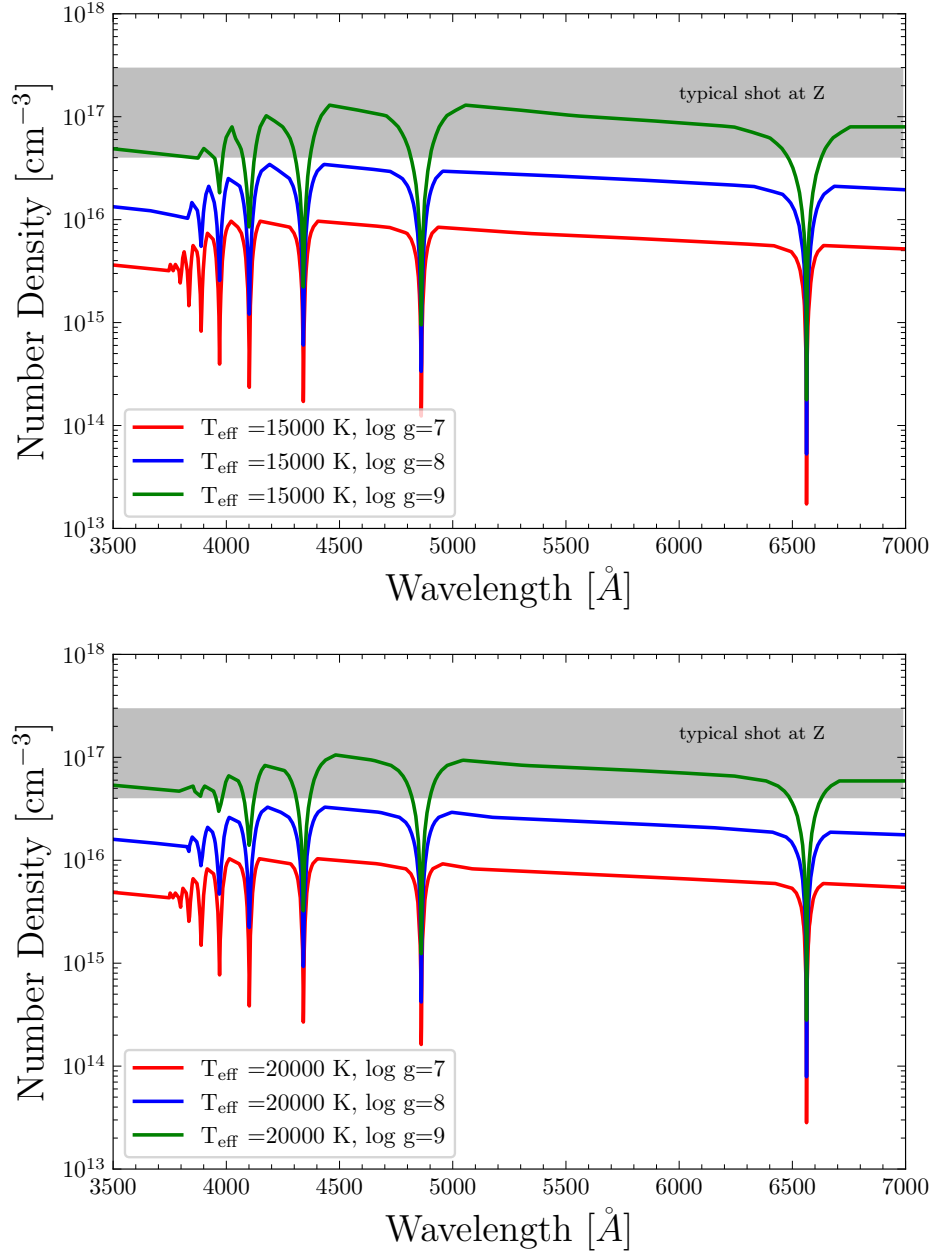 10^18
10^17
10^16
10^15
10^14
10^13
Number Density [cm^−3]
typical shot at Z
T_eff =15000 K, log g=7
T_eff =15000 K, log g=8
T_eff =15000 K, log g=9
3500 4000 4500 5000 5500 6000 6500 7000
Wavelength [Å]
10^18
10^17
10^16
10^15
10^14
10^13
Number Density [cm^−3]
typical shot at Z
T_eff =20000 K, log g=7
T_eff =20000 K, log g=8
T_eff =20000 K, log g=9
3500 4000 4500 5000 5500 6000 6500 7000
Wavelength [Å]